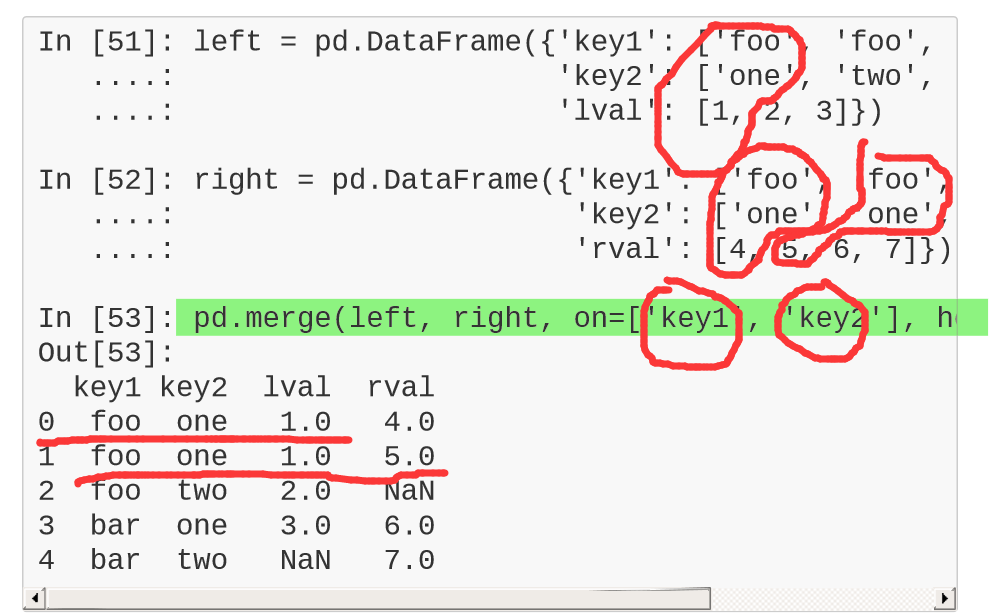 In [51]: left = pd.DataFrame({'key1': ['foo', 'foo',
....: 'key2': ['one', 'two',
....: 'lval': [1, 2, 3]})
In [52]: right = pd.DataFrame({'key1': ['foo', 'foo',
....: 'key2': ['one', 'one',
....: 'rval': [4, 5, 6, 7]})
In [53]: pd.merge(left, right, on=['key1', 'key2'], h
Out[53]:
key1 key2 lval rval
0 foo one 1.0 4.0
1 foo one 1.0 5.0
2 foo two 2.0 NaN
3 bar one 3.0 6.0
4 bar two NaN 7.0